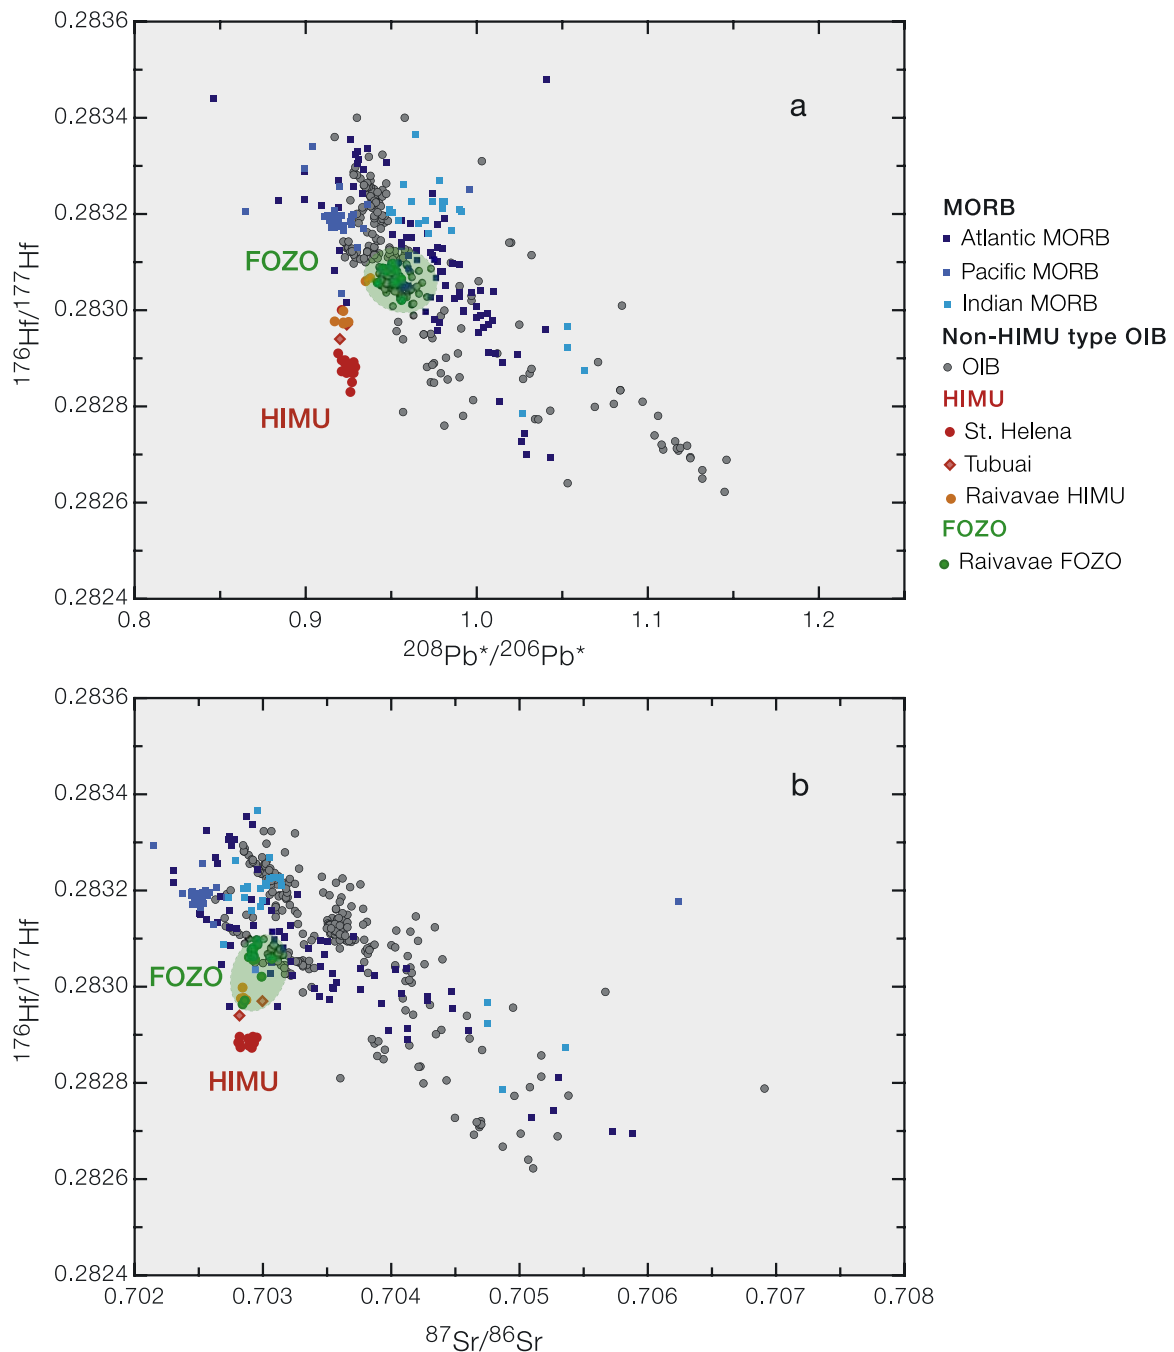 0.2836
0.2834
0.2832
0.2830
0.2828
0.2826
0.2824
176Hf/177Hf
a
FOZO
HIMU
0.8 0.9 1.0 1.1 1.2
208Pb*/206Pb*
MORB
Atlantic MORB
Pacific MORB
Indian MORB
Non-HIMU type OIB
OIB
HIMU
St. Helena
Tubuai
Raivavae HIMU
FOZO
Raivavae FOZO
0.2836
0.2834
0.2832
0.2830
0.2828
0.2826
0.2824
176Hf/177Hf
b
FOZO
HIMU
0.702 0.703 0.704 0.705 0.706 0.707 0.708
87Sr/86Sr